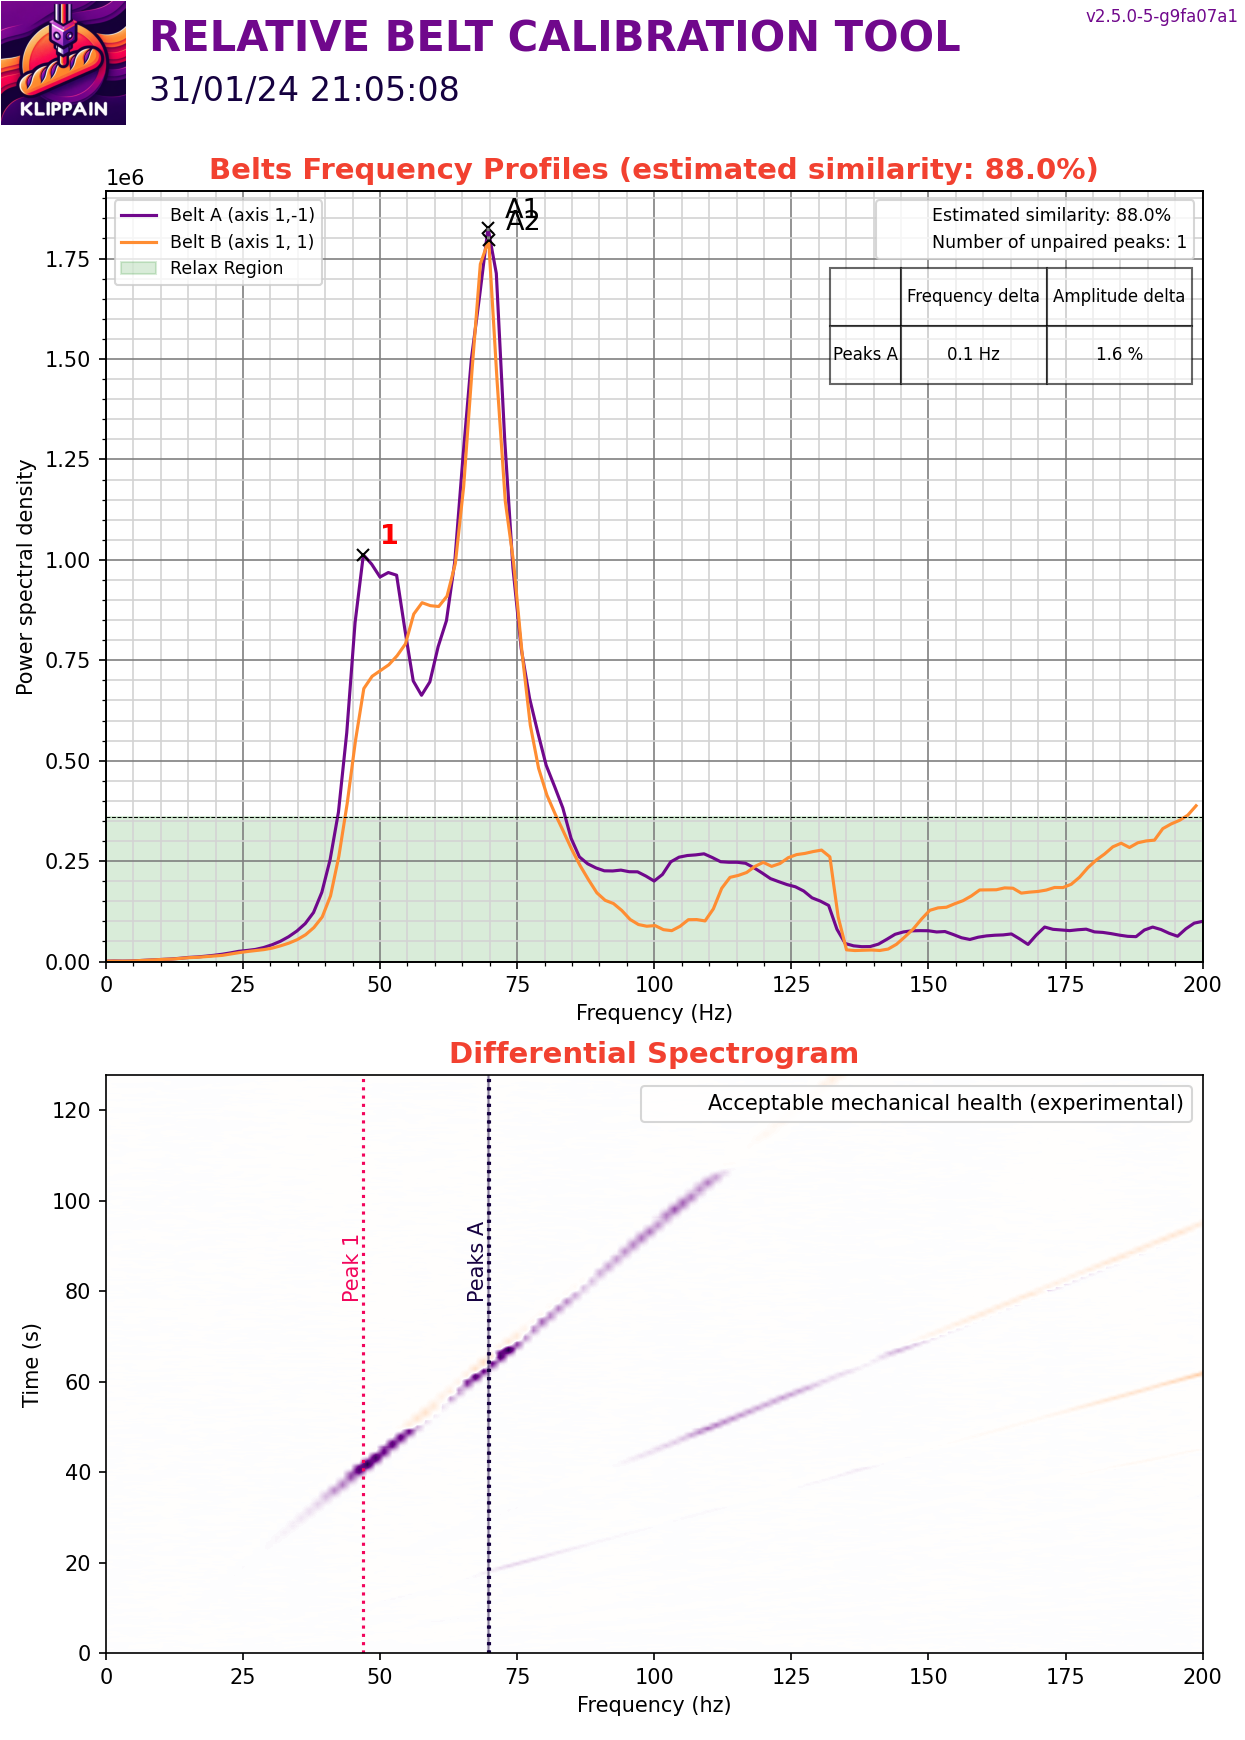 KLIPPAIN
RELATIVE BELT CALIBRATION TOOL
31/01/24 21:05:08
v2.5.0-5-g9fa07a1
Belts Frequency Profiles (estimated similarity: 88.0%)
1e6
Belt A (axis 1,-1)
Belt B (axis 1, 1)
Relax Region
A1
A2
1
Estimated similarity: 88.0%
Number of unpaired peaks: 1
Frequency delta Amplitude delta
Peaks A 0.1 Hz 1.6 %
Power spectral density
1.75
1.50
1.25
1.00
0.75
0.50
0.25
0.00
0 25 50 75 100 125 150 175 200
Frequency (Hz)
Differential Spectrogram
Acceptable mechanical health (experimental)
Peak 1
Peaks A
Time (s)
120
100
80
60
40
20
0
0 25 50 75 100 125 150 175 200
Frequency (hz)